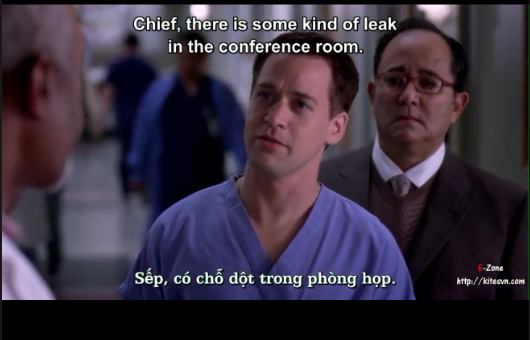 Chief, there is some kind of leak
in the conference room.
Sếp, có chỗ dột trong phòng họp.
E-Zone
http://kitesvn.com